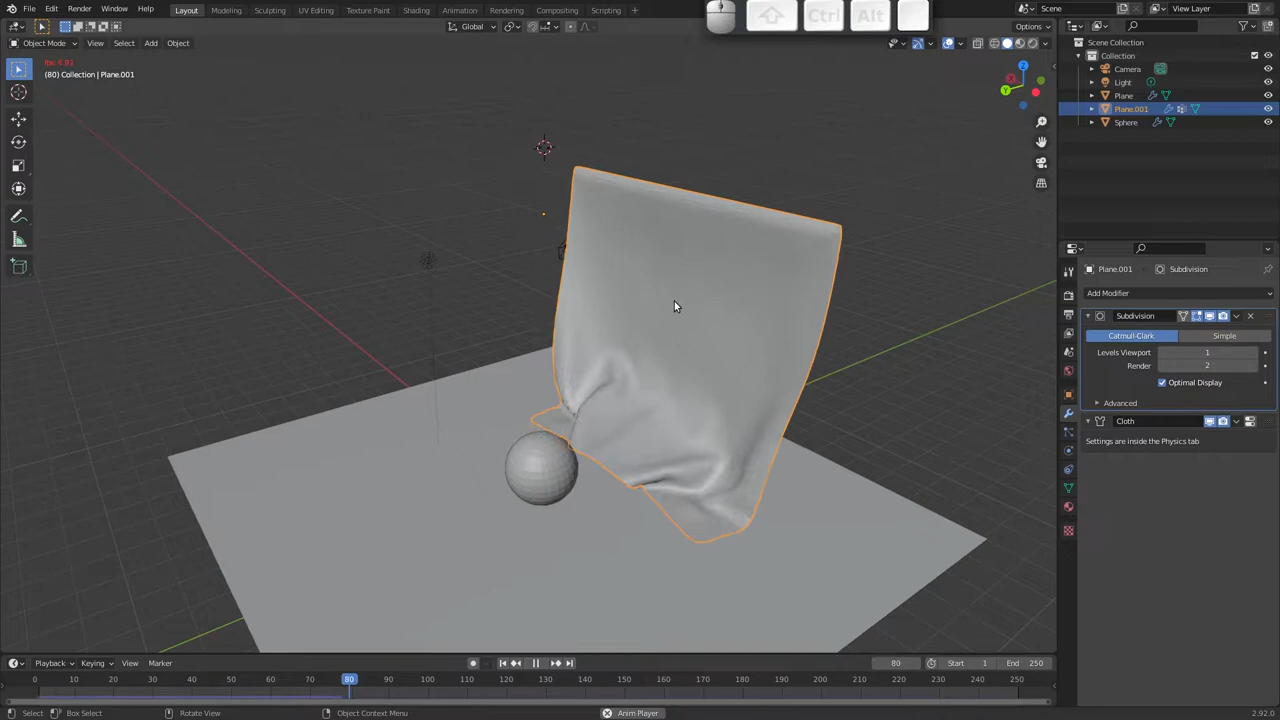 File Edit Render Window Help Layout Modeling Sculpting UV Editing Texture Paint Shading Animation Rendering Compositing Scripting + Ctrl Alt Scene View Layer
Global Options
Object Mode View Select Add Object
(80) Collection | Plane.001
Z
Y
X
Scene Collection
Collection
Camera
Light
Plane
Plane.001
Sphere
Plane.001 Subdivision
Add Modifier
Subdivision
Catmull-Clark Simple
Levels Viewport 1
Render 2
Optimal Display
Advanced
Cloth
Settings are inside the Physics tab
Playback Keying View Marker 80 Start 1 End 250
0 10 20 30 40 50 60 70 80 90 100 110 120 130 140 150 160 170 180 190 200 210 220 230 240 250
Select Box Select Rotate View Object Context Menu Anim Player 2.92.0